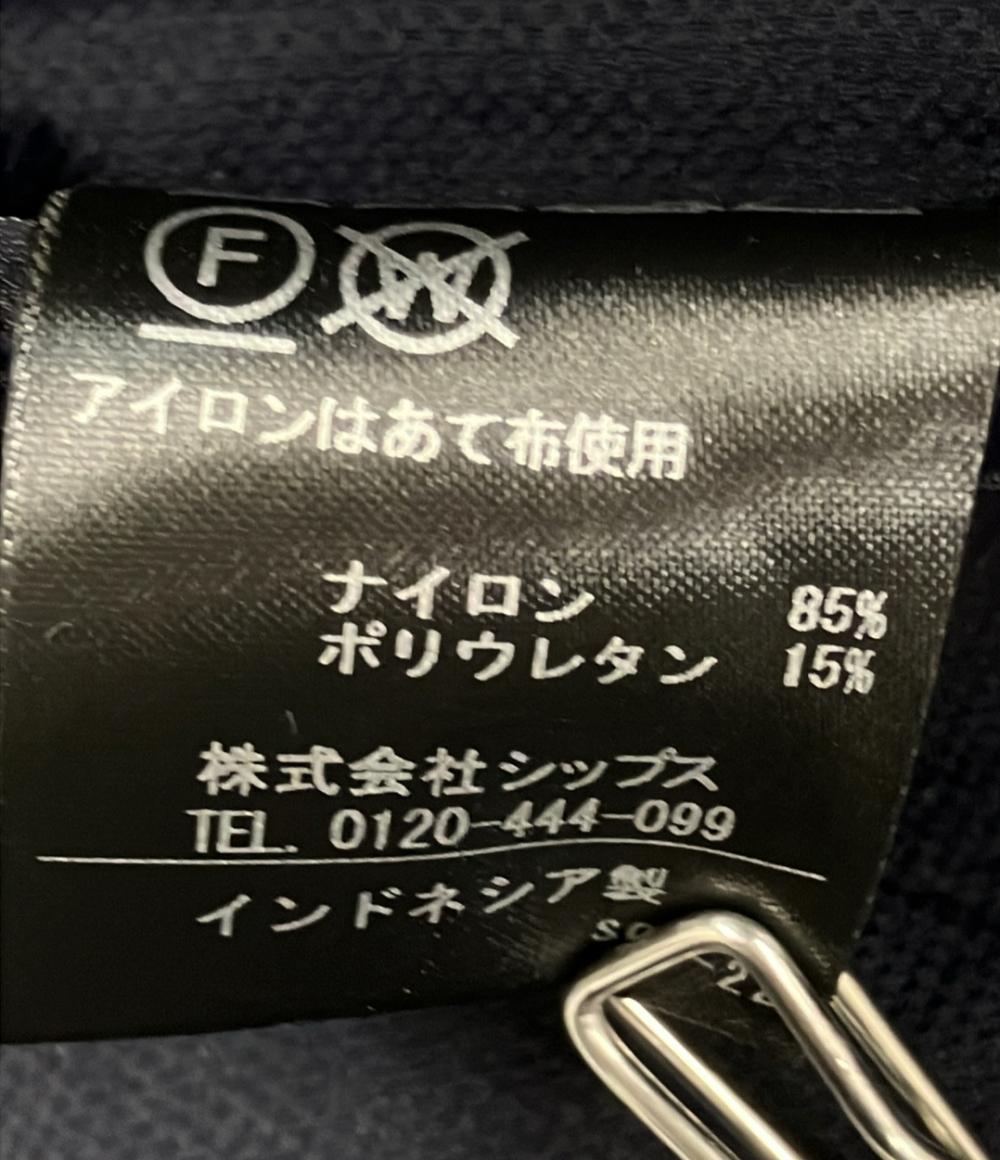 F W
アイロンはあて布使用
ナイロン 85%
ポリウレタン 15%
株式会社シップス
TEL. 0120-444-099
インドネシア製